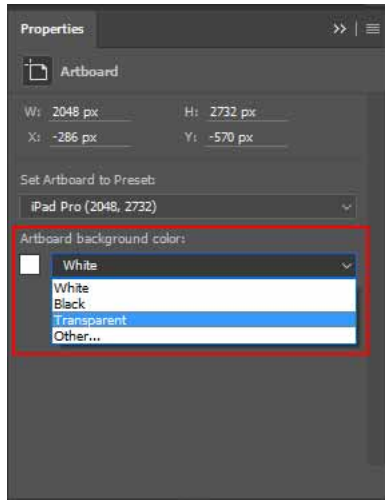 Properties
Artboard
W: 2048 px H: 2732 px
X: -286 px Y: -570 px
Set Artboard to Preset:
iPad Pro (2048, 2732)
Artboard background color:
White
White
Black
Transparent
Other...